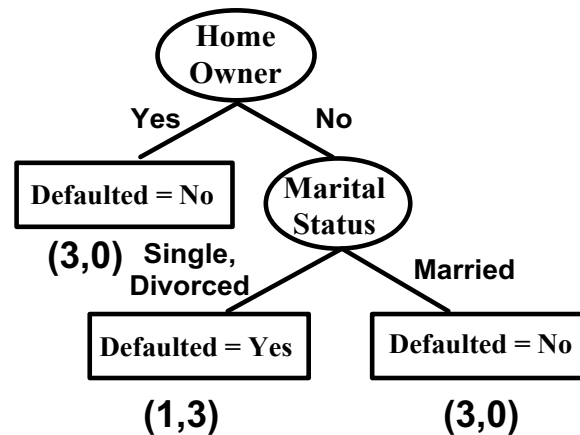 Home
Owner
Yes
No
Defaulted = No
Marital
Status
(3,0)
Single,
Divorced
Married
Defaulted = Yes
Defaulted = No
(1,3)
(3,0)